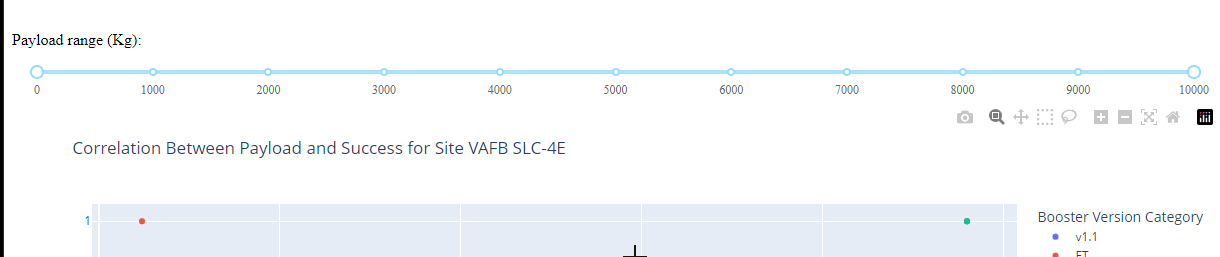 Payload range (Kg):
0 1000 2000 3000 4000 5000 6000 7000 8000 9000 10000
Correlation Between Payload and Success for Site VAFB SLC-4E
1
Booster Version Category
v1.1
FT